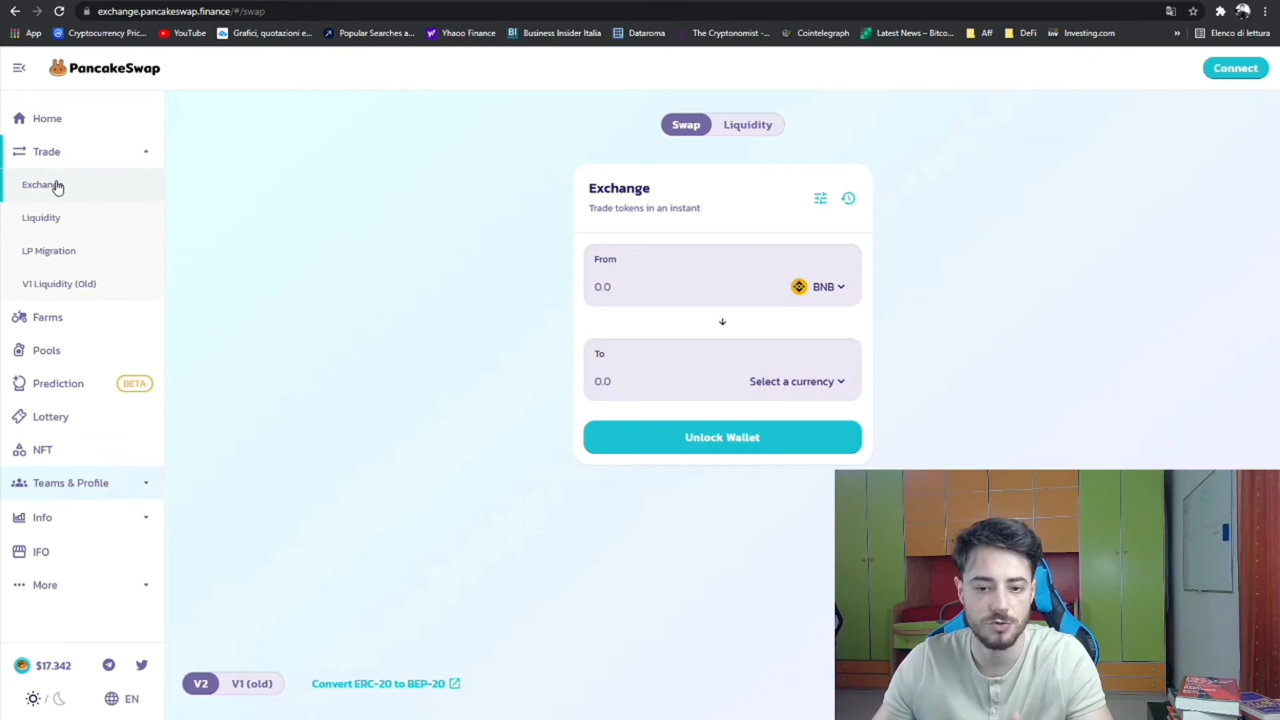 exchange.pancakeswap.finance/#/swap
App
Cryptocurrency Pric...
YouTube
Grafici, quotazioni e...
Popular Searches a...
Yhaoo Finance
Business Insider Italia
Dataroma
The Cryptonomist -...
Cointelegraph
Latest News – Bitco...
Aff
DeFi
Investing.com
»
Elenco di lettura
PancakeSwap
Connect
Home
Trade
Exchange
Liquidity
LP Migration
V1 Liquidity (Old)
Farms
Pools
Prediction
BETA
Lottery
NFT
Teams & Profile
Info
IFO
More
$17.342
EN
Swap
Liquidity
Exchange
Trade tokens in an instant
From
0.0
BNB
To
0.0
Select a currency
Unlock Wallet
V2
V1 (old)
Convert ERC-20 to BEP-20